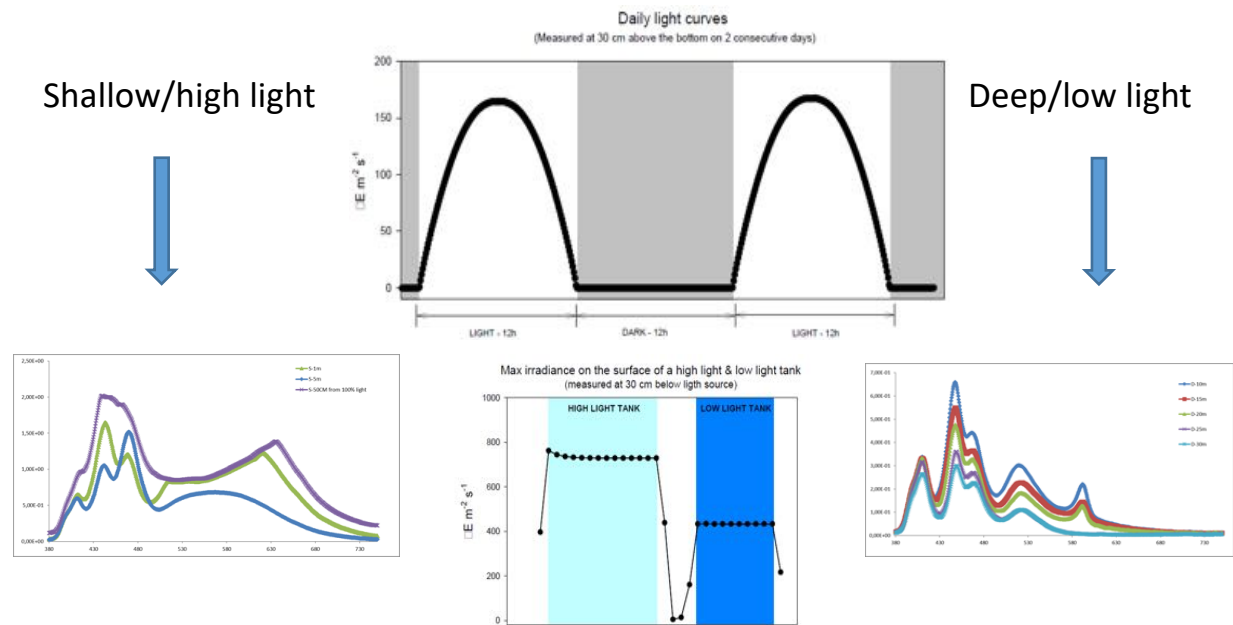 Daily light curves
(Measured at 30 cm above the bottom on 2 consecutive days)
Shallow/high light
Deep/low light
200
150
100
50
0
□E m⁻² s⁻¹
LIGHT - 12h
DARK - 12h
LIGHT - 12h
2,50E+00
2,00E+00
1,50E+00
1,00E+00
5,00E-01
0,00E+00
380 430 480 530 580 630 680 730
S-1m
S-5m
S-50CM from 100% light
Max irradiance on the surface of a high light & low light tank
(measured at 30 cm below ligth source)
HIGH LIGHT TANK
LOW LIGHT TANK
1000
800
600
400
200
0
□E m⁻² s⁻¹
7,00E-01
6,00E-01
5,00E-01
4,00E-01
3,00E-01
2,00E-01
1,00E-01
0,00E+00
380 430 480 530 580 630 680 730
D-10m
D-15m
D-20m
D-25m
D-30m